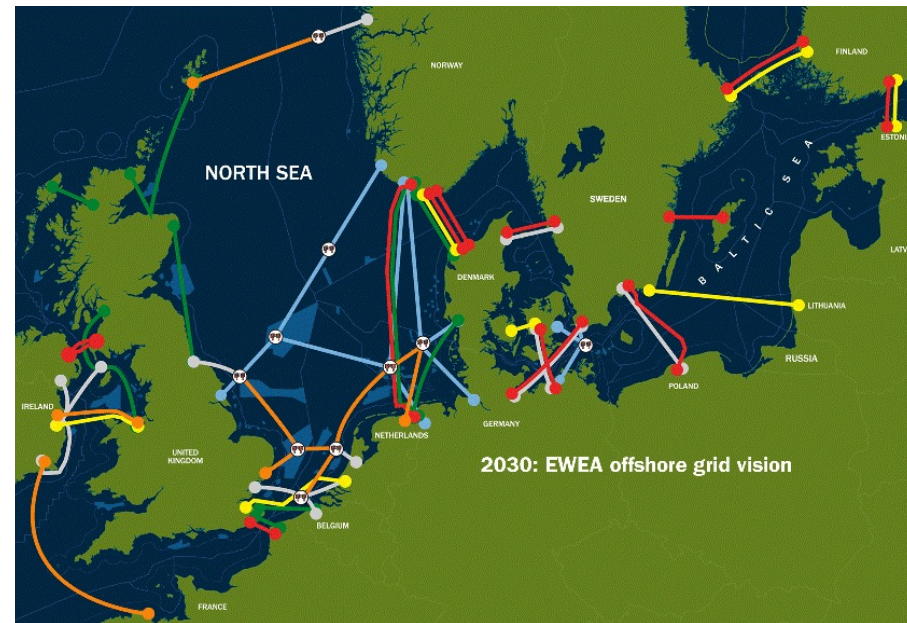 FINLAND
NORWAY
ESTONI
NORTH SEA
SWEDEN
BALTIC SEA
LATV
DENMARK
LITHUANIA
RUSSIA
POLAND
IRELAND
NETHERLANDS
GERMANY
UNITED
KINGDOM
2030: EWEA offshore grid vision
BELGIUM
FRANCE